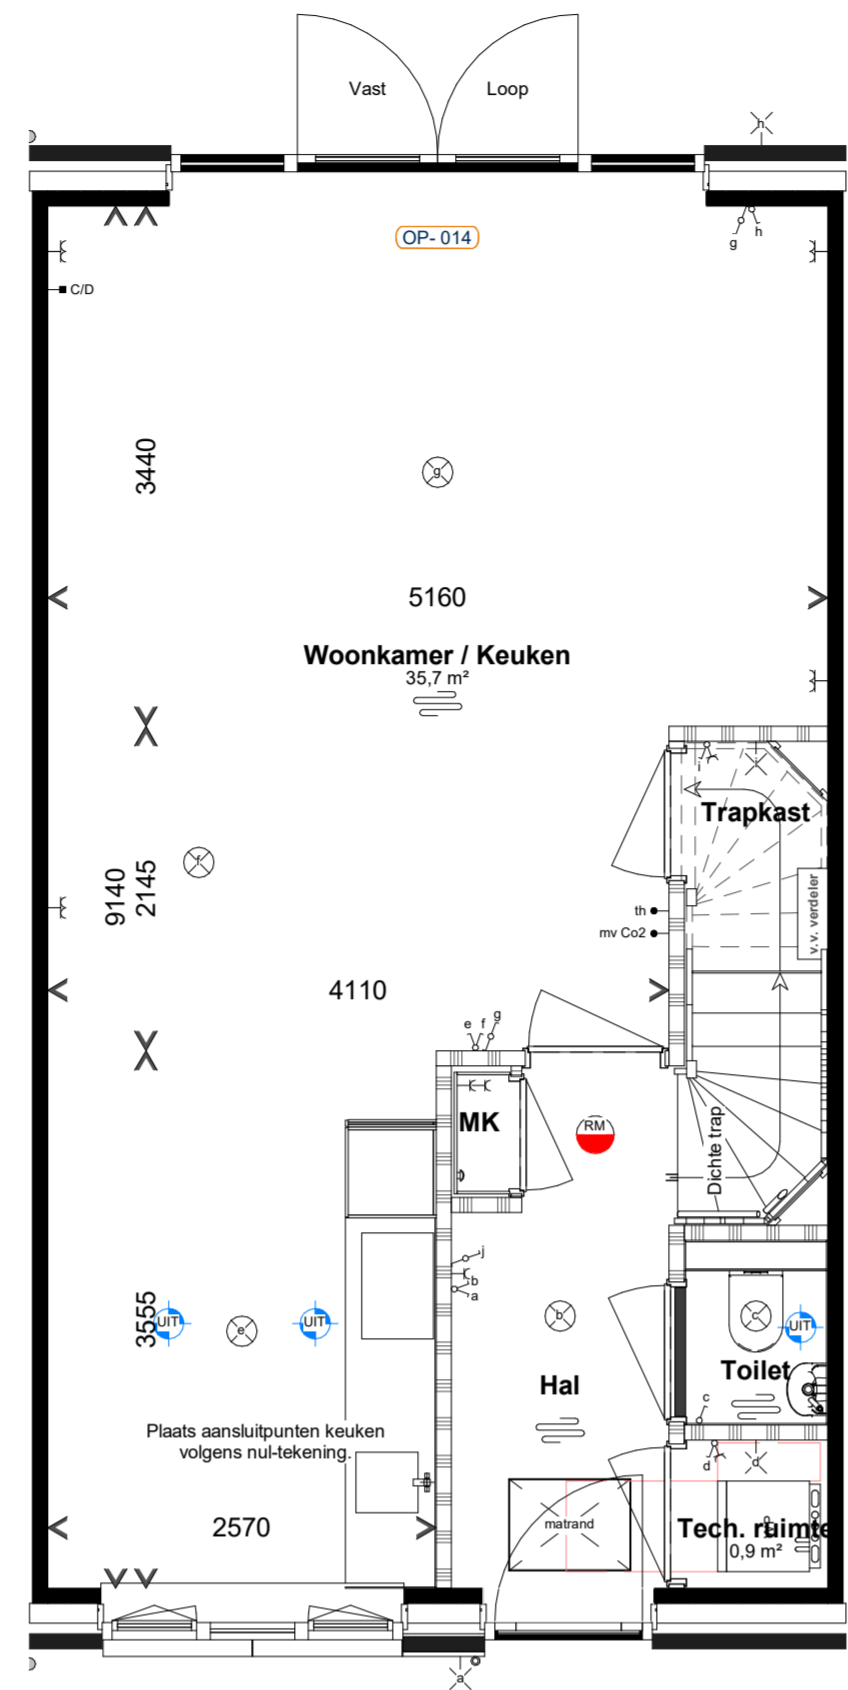 Vast
Loop
h
OP- 014
g
h
C/D
3440
g
5160
Woonkamer / Keuken
35,7 m²
i
i
Trapkast
f
9140
2145
v.v. verdeler
th
mv Co2
4110
e
f
g
MK
RM
Dichte trap
j
b
a
3555
UIT
e
UIT
b
c
UIT
Toilet
Hal
c
Plaats aansluitpunten keuken
volgens nul-tekening.
d
d
2570
matrand
Tech. ruimte
0,9 m²
a